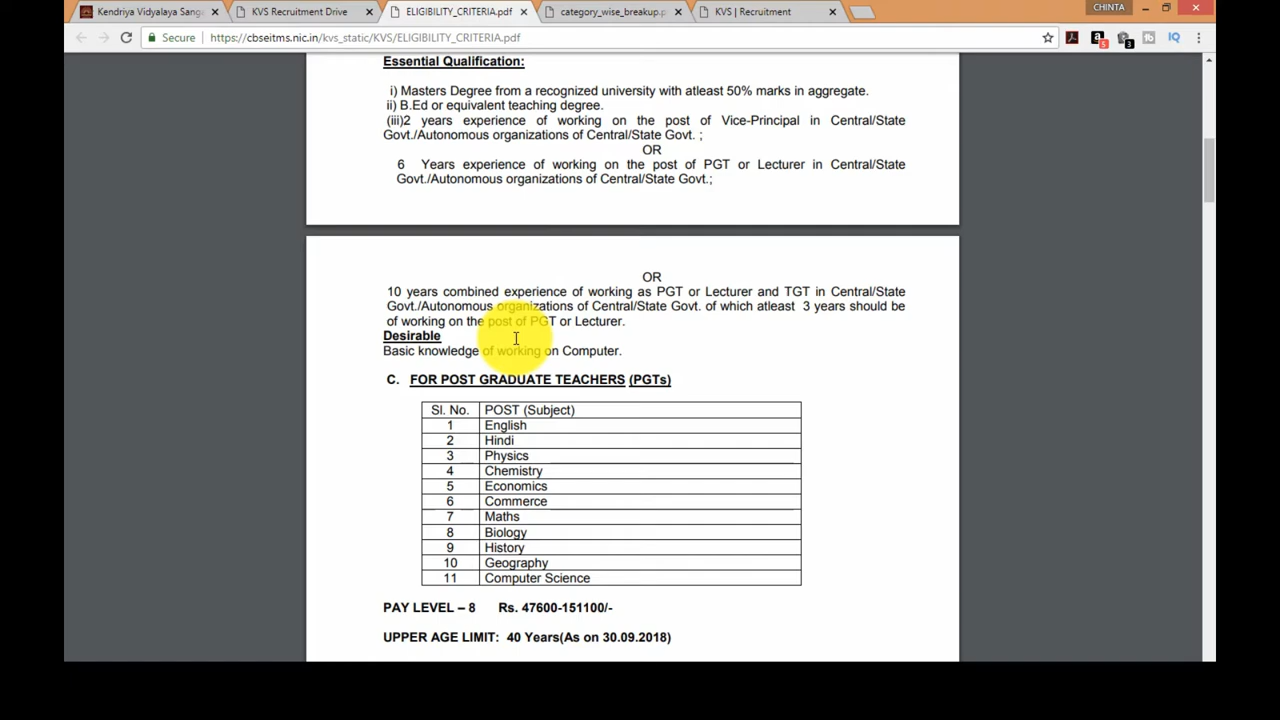 CHINTA
Kendriya Vidyalaya Sang
KVS Recruitment Drive
ELIGIBILITY_CRITERIA.pdf
category_wise_breakup.p
KVS | Recruitment
Secure
https://cbseitms.nic.in/kvs_static/KVS/ELIGIBILITY_CRITERIA.pdf
5
3
IQ
Essential Qualification:
i) Masters Degree from a recognized university with atleast 50% marks in aggregate.
ii) B.Ed or equivalent teaching degree.
(iii)2 years experience of working on the post of Vice-Principal in Central/State
Govt./Autonomous organizations of Central/State Govt. ;
OR
6 Years experience of working on the post of PGT or Lecturer in Central/State
Govt./Autonomous organizations of Central/State Govt.;
OR
10 years combined experience of working as PGT or Lecturer and TGT in Central/State
Govt./Autonomous organizations of Central/State Govt. of which atleast 3 years should be
of working on the post of PGT or Lecturer.
Desirable
Basic knowledge of working on Computer.
C. FOR POST GRADUATE TEACHERS (PGTs)
Sl. No. POST (Subject)
1 English
2 Hindi
3 Physics
4 Chemistry
5 Economics
6 Commerce
7 Maths
8 Biology
9 History
10 Geography
11 Computer Science
PAY LEVEL – 8 Rs. 47600-151100/-
UPPER AGE LIMIT: 40 Years(As on 30.09.2018)